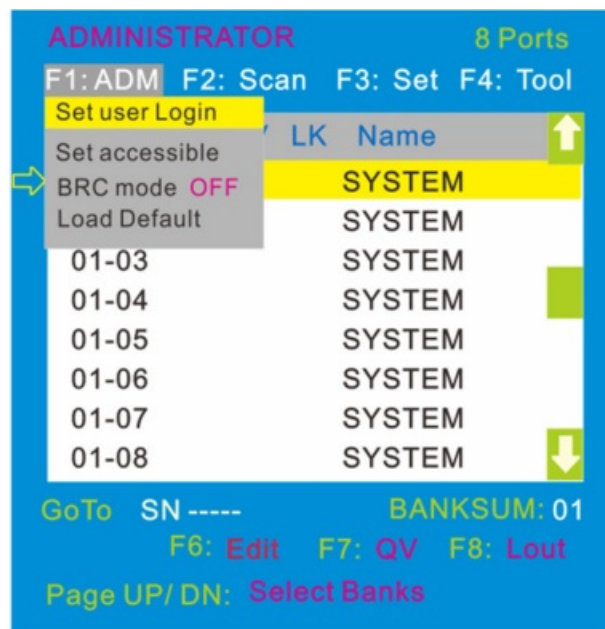 ADMINISTRATOR 8 Ports
F1: ADM F2: Scan F3: Set F4: Tool
Set user Login
LK Name
Set accessible
BRC mode OFF SYSTEM
Load Default SYSTEM
01-03 SYSTEM
01-04 SYSTEM
01-05 SYSTEM
01-06 SYSTEM
01-07 SYSTEM
01-08 SYSTEM
GoTo SN ----- BANKSUM: 01
F6: Edit F7: QV F8: Lout
Page UP/ DN: Select Banks